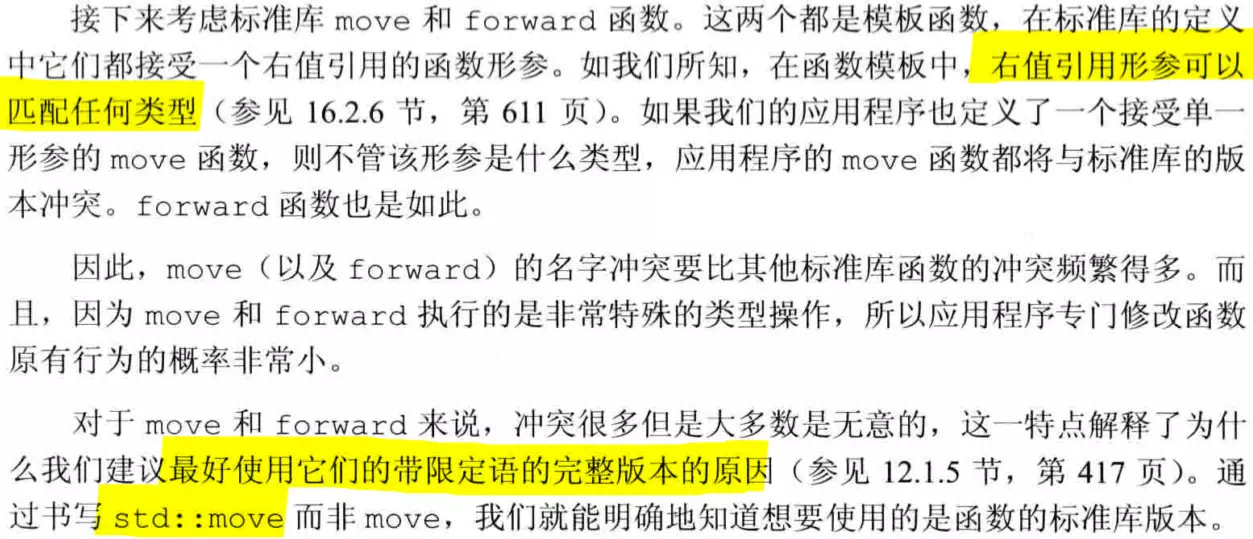 接下来考虑标准库 move 和 forward 函数。这两个都是模板函数，在标准库的定义
中它们都接受一个右值引用的函数形参。如我们所知，在函数模板中，右值引用形参可以
匹配任何类型（参见 16.2.6 节，第 611 页）。如果我们的应用程序也定义了一个接受单一
形参的 move 函数，则不管该形参是什么类型，应用程序的 move 函数都将与标准库的版
本冲突。forward 函数也是如此。
因此，move（以及 forward）的名字冲突要比其他标准库函数的冲突频繁得多。而
且，因为 move 和 forward 执行的是非常特殊的类型操作，所以应用程序专门修改函数
原有行为的概率非常小。
对于 move 和 forward 来说，冲突很多但是大多数是无意的，这一特点解释了为什
么我们建议最好使用它们的带限定语的完整版本的原因（参见 12.1.5 节，第 417 页）。通
过书写 std::move 而非 move，我们就能明确地知道想要使用的是函数的标准库版本。